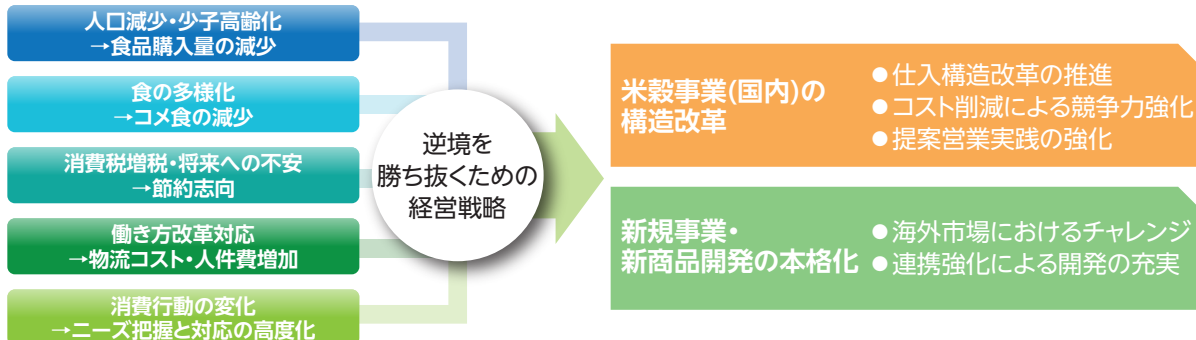 人口減少・少子高齢化
→食品購入量の減少
食の多様化
→コメ食の減少
消費税増税・将来への不安
→節約志向
働き方改革対応
→物流コスト・人件費増加
消費行動の変化
→ニーズ把握と対応の高度化
逆境を
勝ち抜くための
経営戦略
米穀事業(国内)の
構造改革
●仕入構造改革の推進
●コスト削減による競争力強化
●提案営業実践の強化
新規事業・
新商品開発の本格化
●海外市場におけるチャレンジ
●連携強化による開発の充実